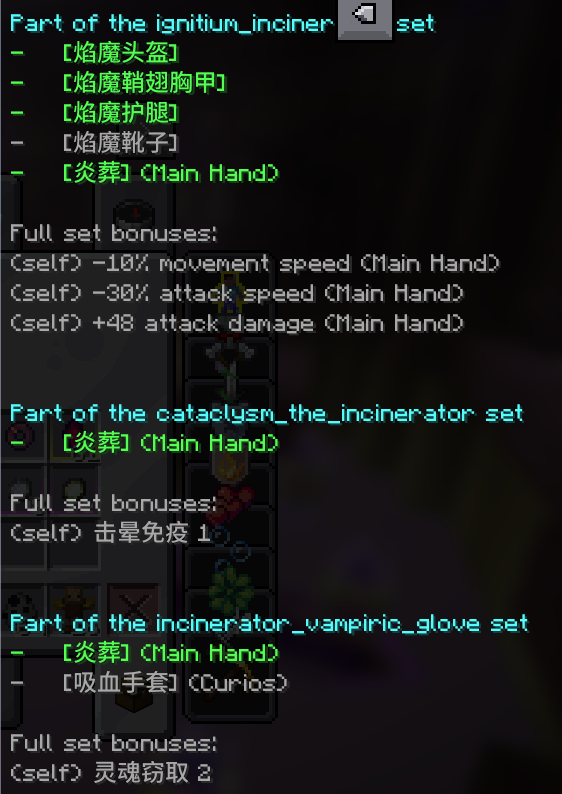 Part of the ignitium_inciner set
- [焰魔头盔]
- [焰魔鞘翅胸甲]
- [焰魔护腿]
- [焰魔靴子]
- [炎葬] (Main Hand)
Full set bonuses:
(self) -10% movement speed (Main Hand)
(self) -30% attack speed (Main Hand)
(self) +48 attack damage (Main Hand)
Part of the cataclysm_the_incinerator set
- [炎葬] (Main Hand)
Full set bonuses:
(self) 击晕免疫 1
Part of the incinerator_vampiric_glove set
- [炎葬] (Main Hand)
- [吸血手套] (Curios)
Full set bonuses:
(self) 灵魂窃取 2